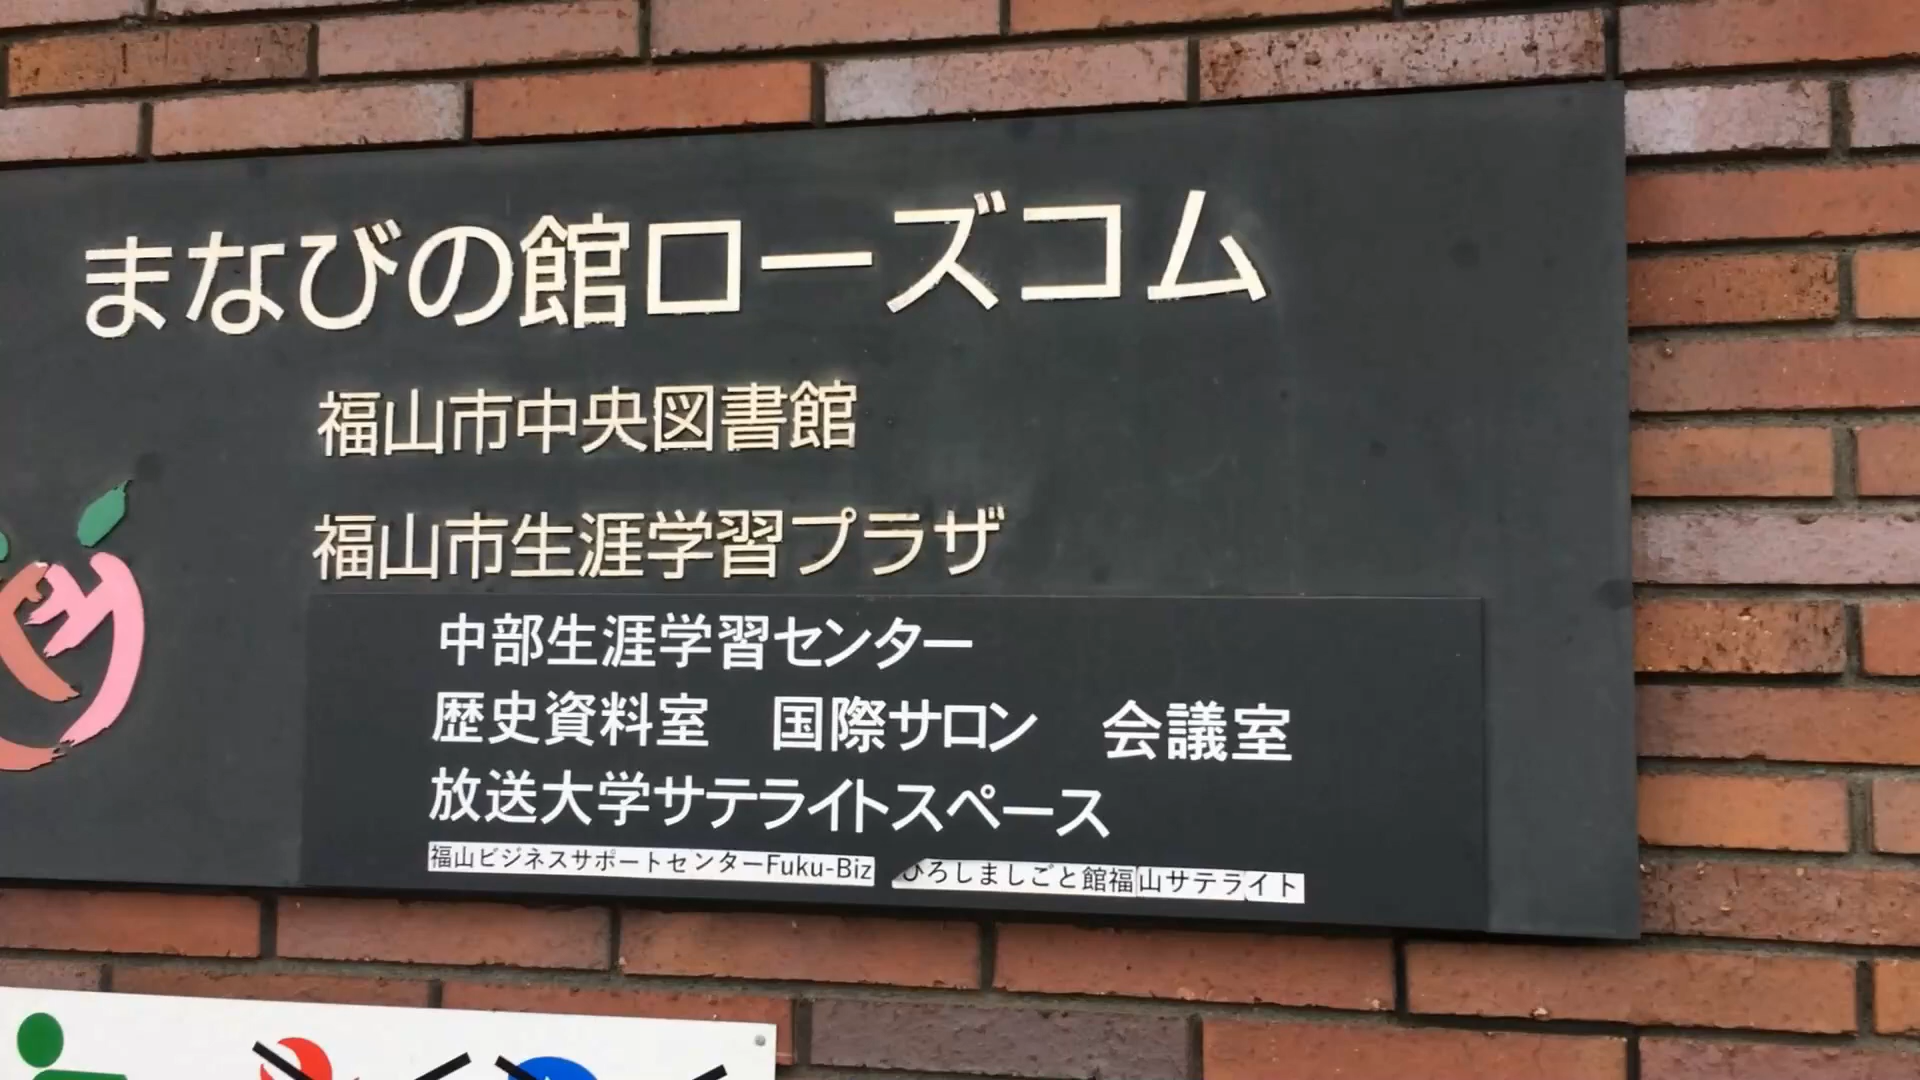 まなびの館ローズコム
福山市中央図書館
福山市生涯学習プラザ
中部生涯学習センター
歴史資料室　国際サロン　会議室
放送大学サテライトスペース
福山ビジネスサポートセンターFuku-Biz　ひろしましごと館福山サテライト